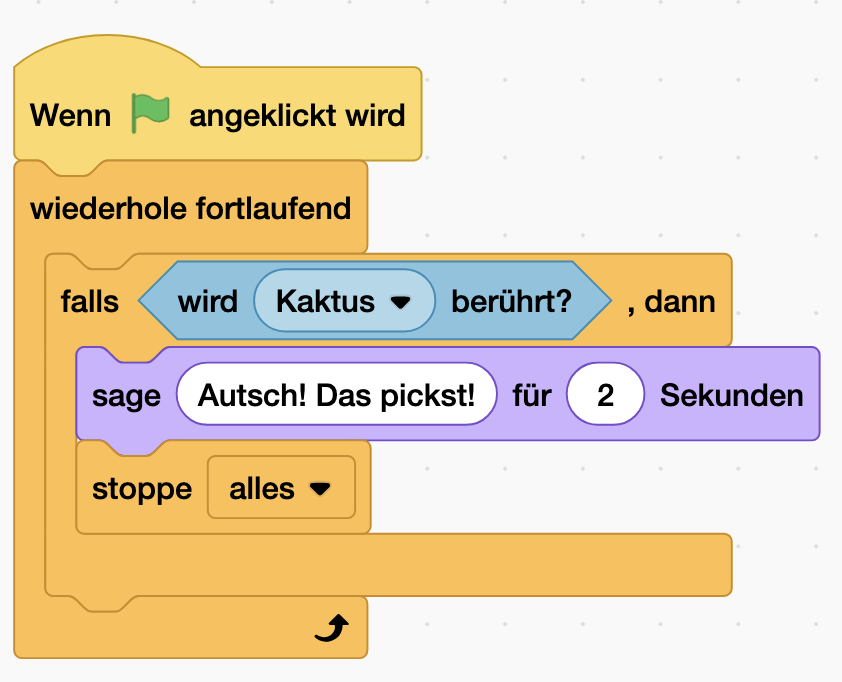 Wenn angeklickt wird
wiederhole fortlaufend
falls wird Kaktus berührt? , dann
sage Autsch! Das pickst! für 2 Sekunden
stoppe alles